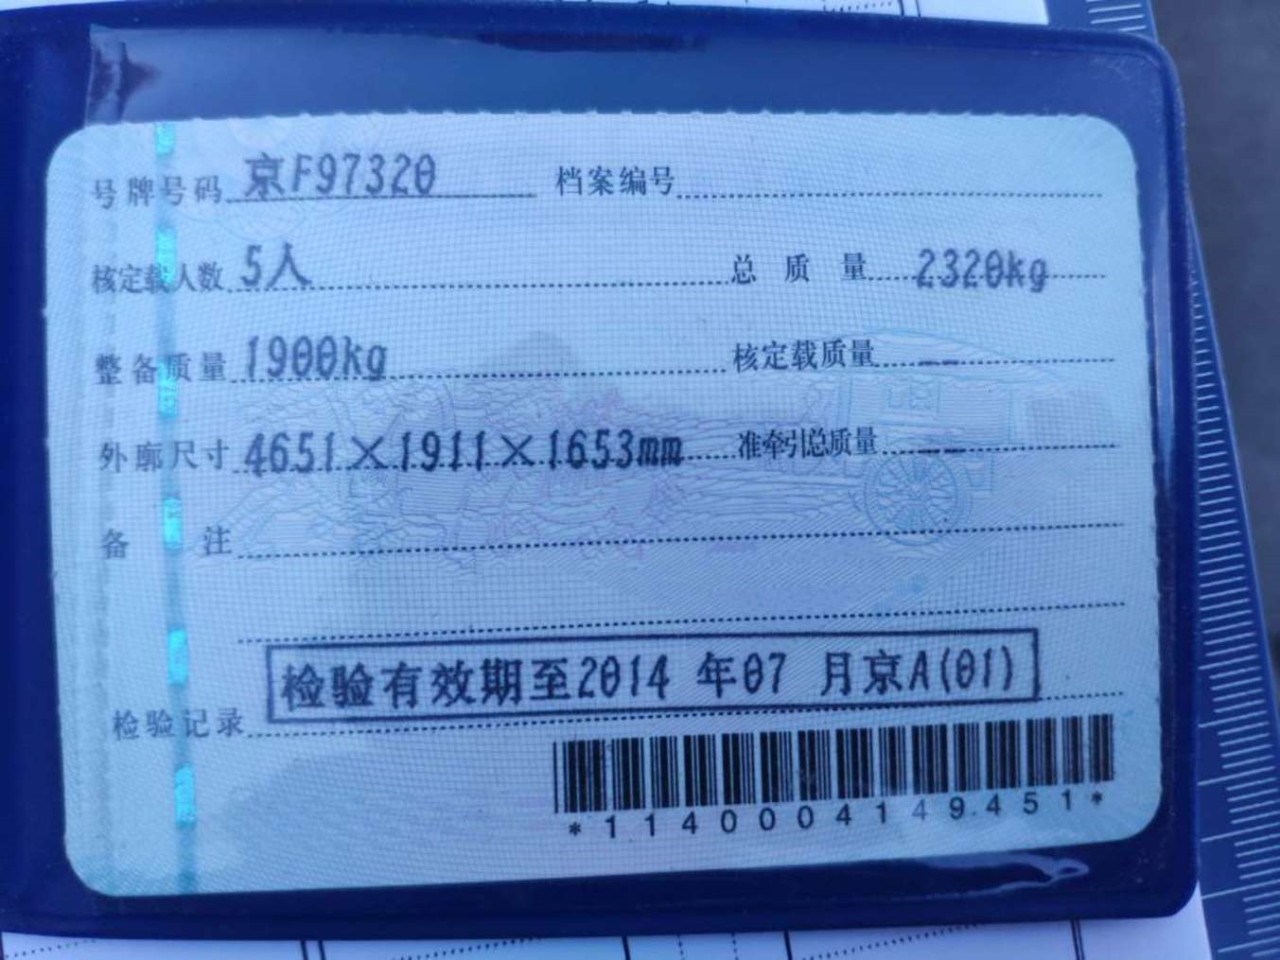 号牌号码 京F97320 档案编号
核定载人数 5人 总质量 2320kg
整备质量 1900kg 核定载质量 --
外廓尺寸 4651×1911×1653mm 准牵引总质量 --
备注
检验有效期至2014 年07 月京A(01)
检验记录
*1140004149451*